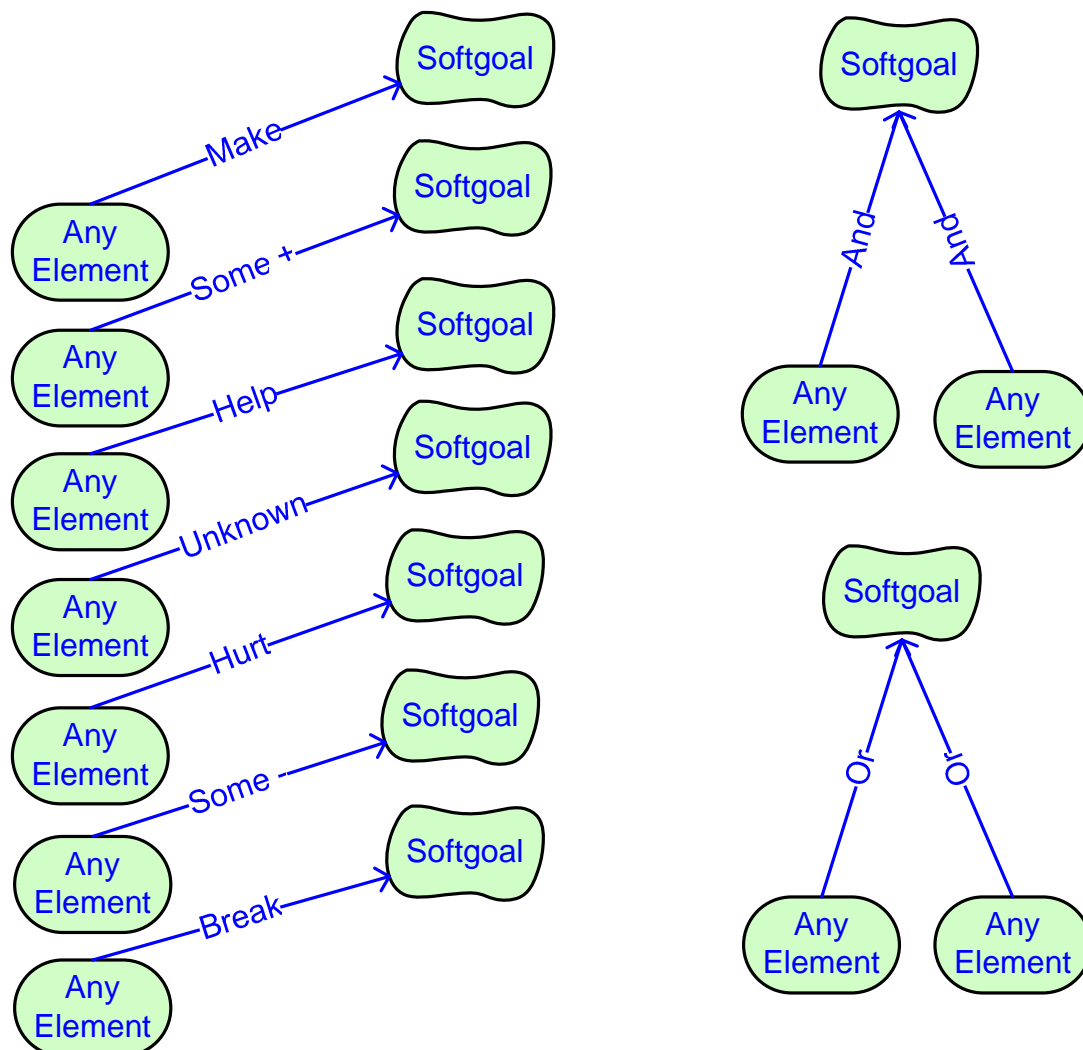 Softgoal
Make
Any
Element
Softgoal
Some +
Any
Element
Softgoal
Help
Any
Element
Softgoal
Unknown
Any
Element
Softgoal
Hurt
Any
Element
Softgoal
Some -
Any
Element
Softgoal
Break
Any
Element
Softgoal
And
And
Any
Element
Any
Element
Softgoal
Or
Or
Any
Element
Any
Element